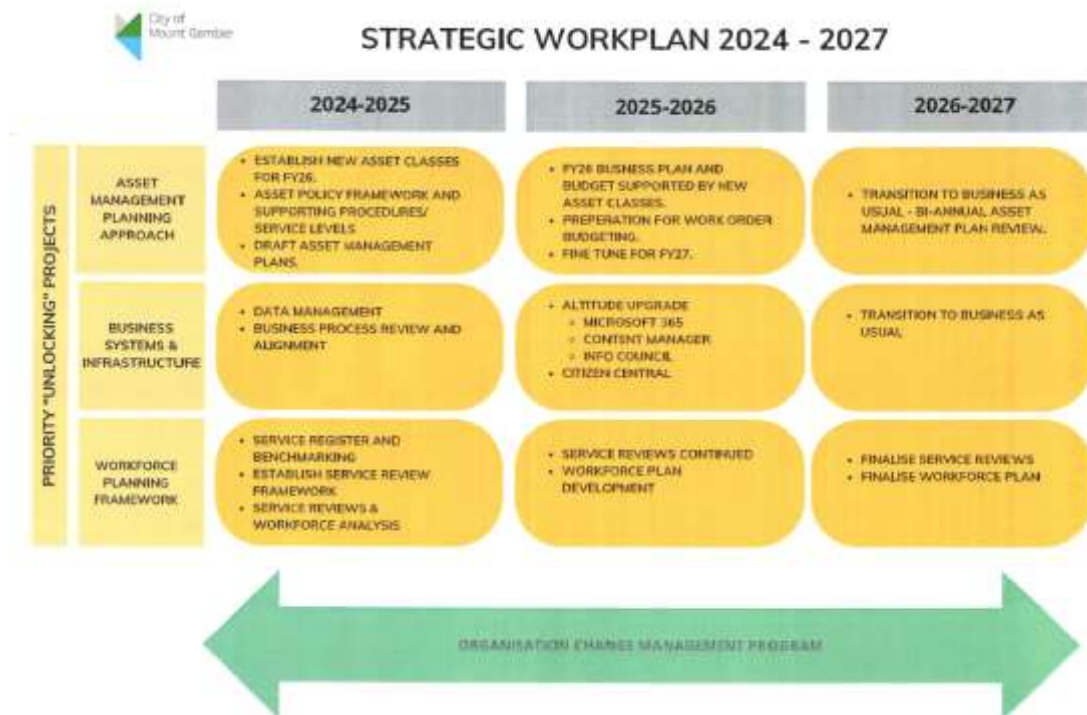 City of
Mount Gambier
STRATEGIC WORKPLAN 2024 - 2027
2024-2025
2025-2026
2026-2027
PRIORITY "UNLOCKING" PROJECTS
ASSET
MANAGEMENT
PLANNING
APPROACH
• ESTABLISH NEW ASSET CLASSES
FOR FY26.
• ASSET POLICY FRAMEWORK AND
SUPPORTING PROCEDURES/
SERVICE LEVELS
• DRAFT ASSET MANAGEMENT
PLANS.
• FY26 BUSINESS PLAN AND
BUDGET SUPPORTED BY NEW
ASSET CLASSES.
• PREPERATION FOR WORK ORDER
BUDGETING.
• FINE TUNE FOR FY27.
• TRANSITION TO BUSINESS AS
USUAL - BI-ANNUAL ASSET
MANAGEMENT PLAN REVIEW.
BUSINESS
SYSTEMS &
INFRASTRUCTURE
• DATA MANAGEMENT
• BUSINESS PROCESS REVIEW AND
ALIGNMENT
• ALTITUDE UPGRADE
○ MICROSOFT 365
○ CONTENT MANAGER
○ INFO COUNCIL
• CITIZEN CENTRAL
• TRANSITION TO BUSINESS AS
USUAL
WORKFORCE
PLANNING
FRAMEWORK
• SERVICE REGISTER AND
BENCHMARKING
• ESTABLISH SERVICE REVIEW
FRAMEWORK
• SERVICE REVIEWS &
WORKFORCE ANALYSIS
• SERVICE REVIEWS CONTINUED
• WORKFORCE PLAN
DEVELOPMENT
• FINALISE SERVICE REVIEWS
• FINALISE WORKFORCE PLAN
ORGANISATION CHANGE MANAGEMENT PROGRAM